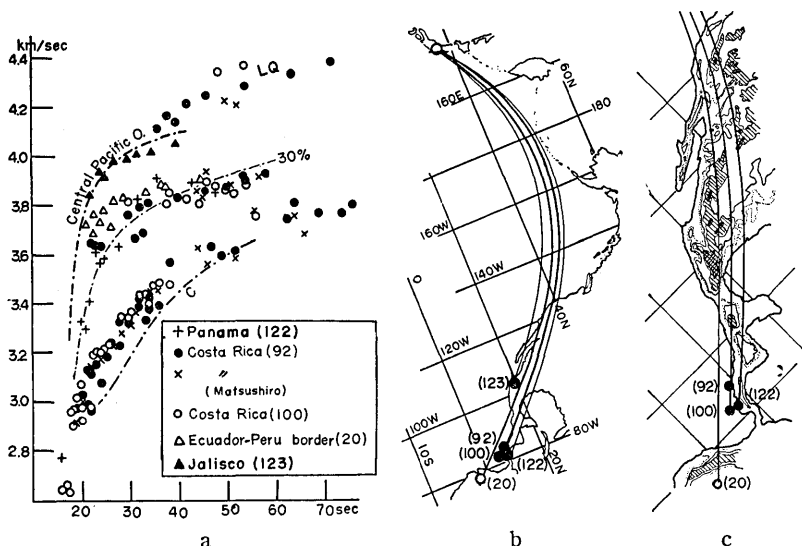 km/sec
4,4
4.2
4.0
3.8
3.6
3.4
3.2
3.0
2.8
20
30
40
50
60
70 sec
LQ
Central Pacific O.
30%
C
+ Panama (122)
● Costa Rica (92)
× 〃
(Matsushiro)
○ Costa Rica (100)
△ Ecuador-Peru border (20)
▲ Jalisco (123)
a
160E
60N
180
160W
0
140W
120W
40N
(123)
100W
10S
(92)
(100)
(122)
80W
20N
(20)
b
(92)
(100)
(122)
(20)
c